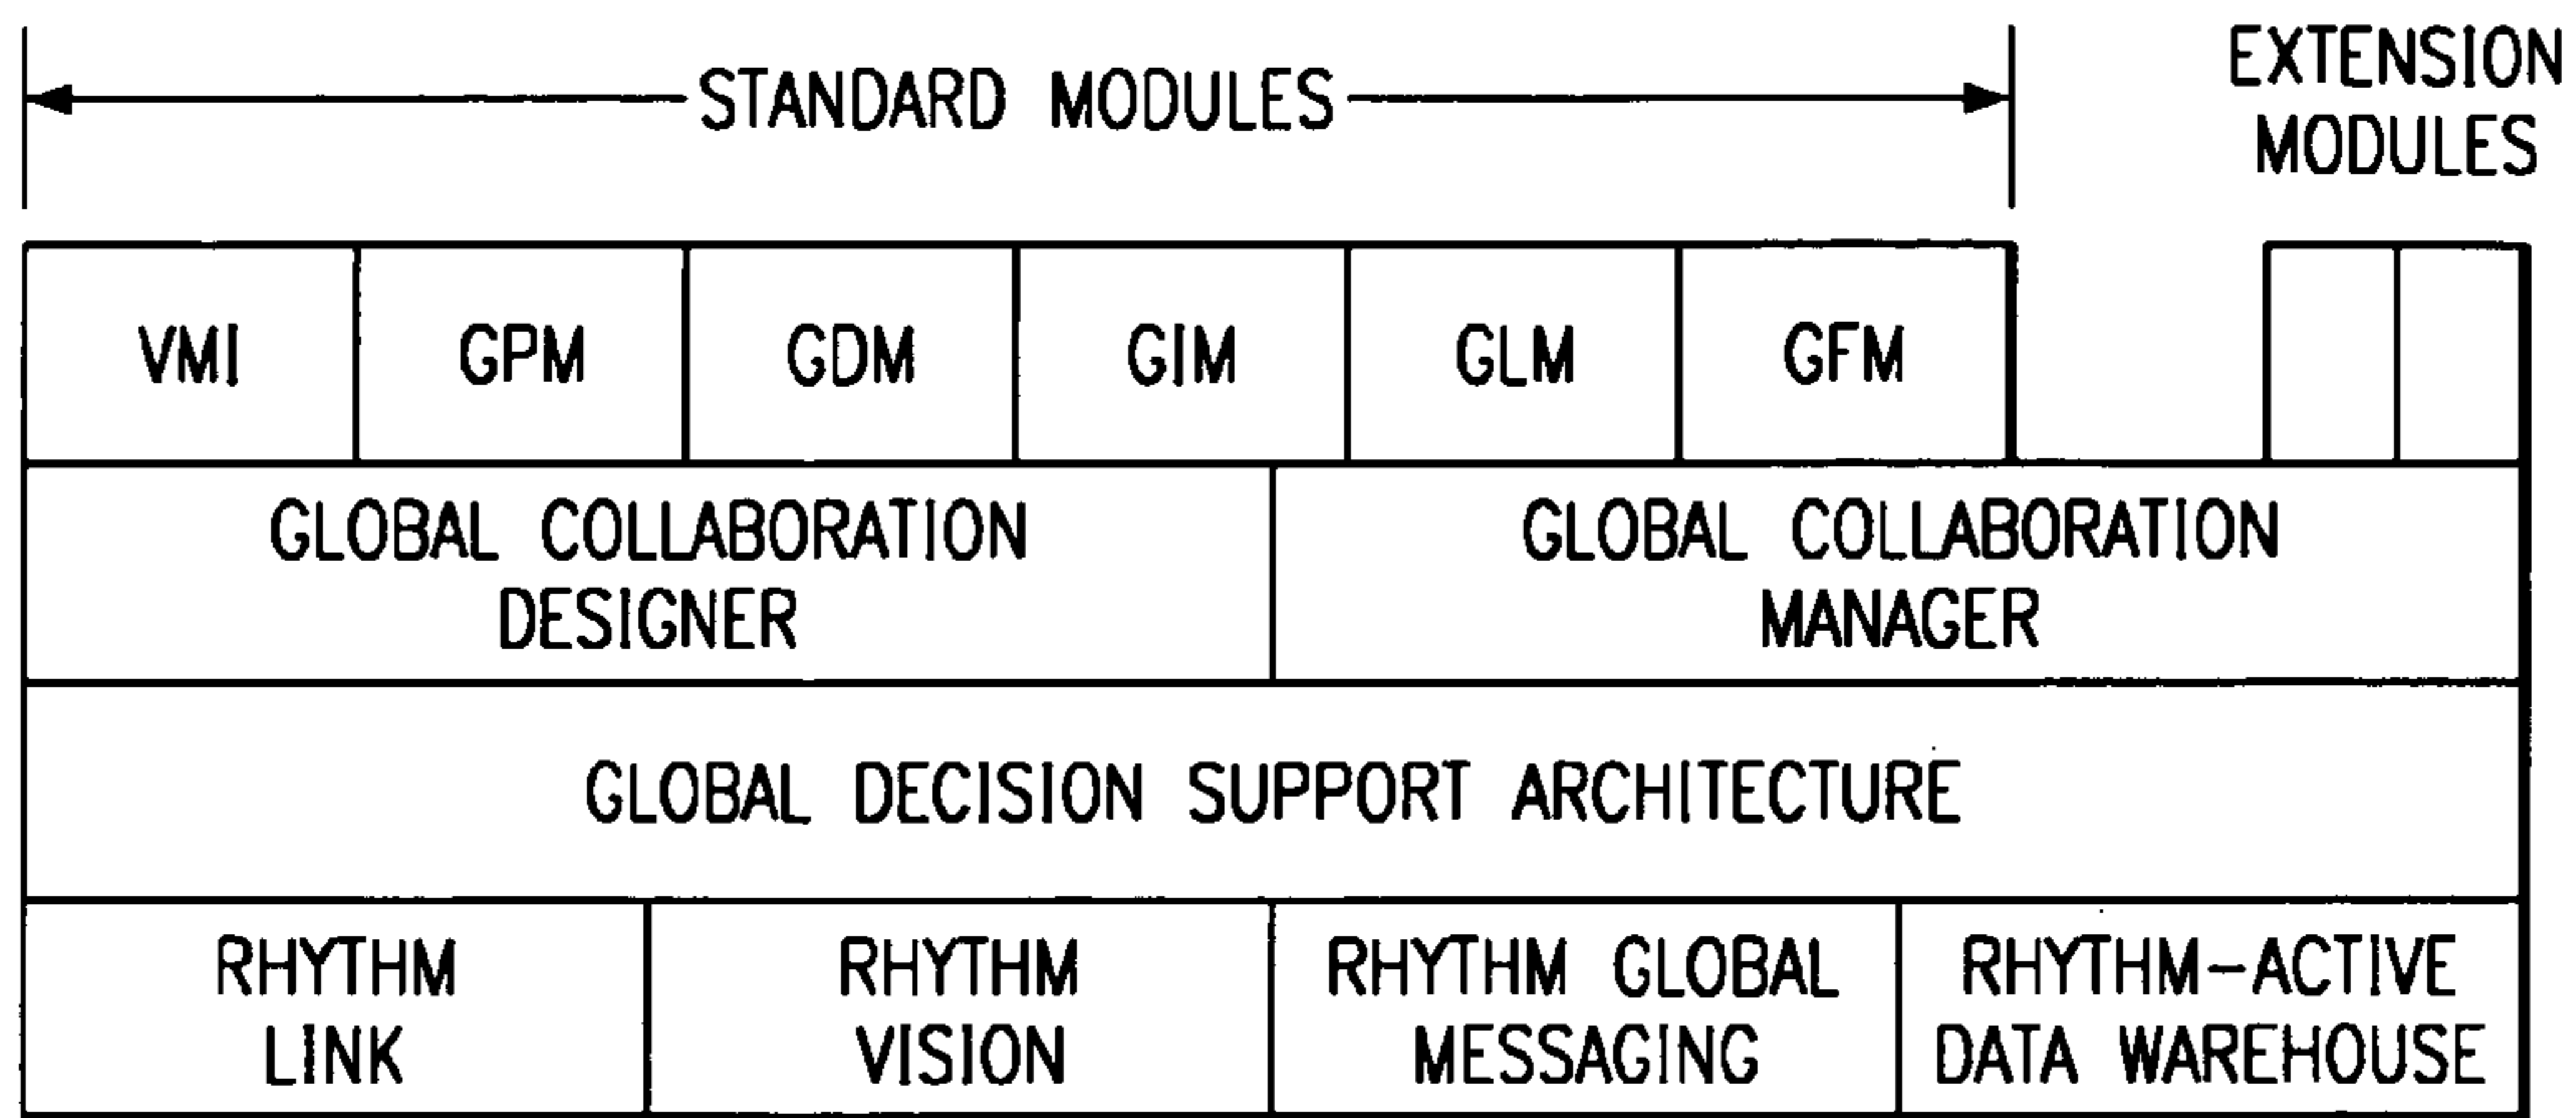 STANDARD MODULES
EXTENSION
MODULES
VMI
GPM
GDM
GIM
GLM
GFM
GLOBAL COLLABORATION
DESIGNER
GLOBAL COLLABORATION
MANAGER
GLOBAL DECISION SUPPORT ARCHITECTURE
RHYTHM
LINK
RHYTHM
VISION
RHYTHM GLOBAL
MESSAGING
RHYTHM-ACTIVE
DATA WAREHOUSE